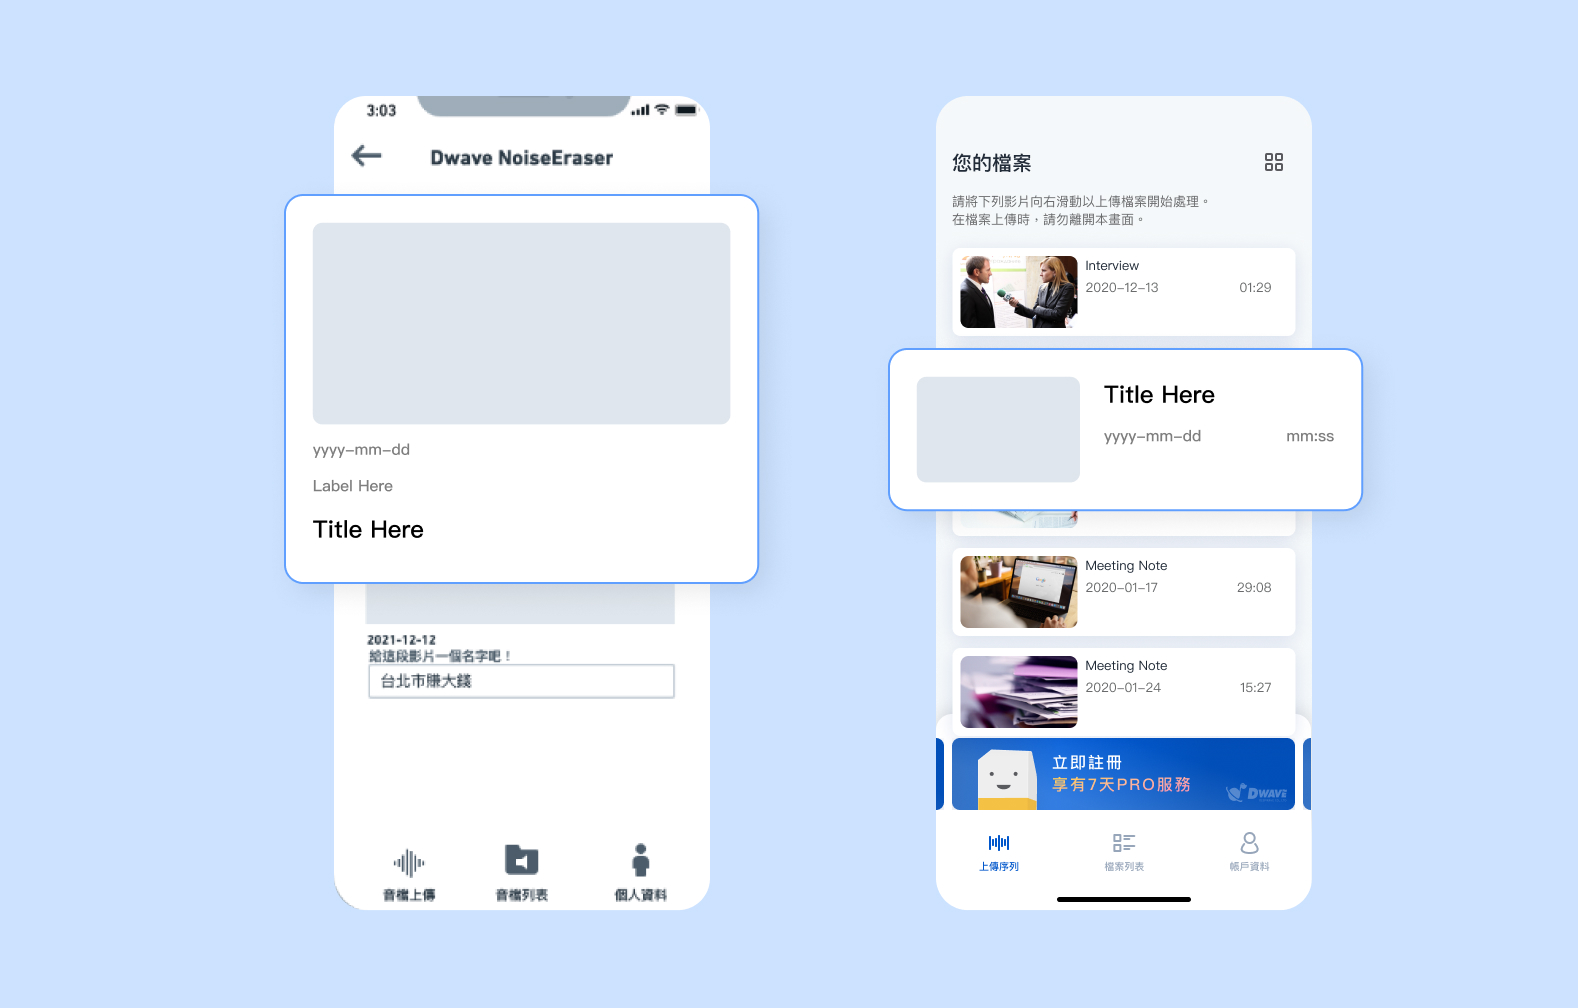 3:03
Dwave NoiseEraser
yyyy-mm-dd
Label Here
Title Here
2021-12-12
給這段影片一個名字吧！
台北市賺大錢
音檔上傳
音檔列表
個人資料
您的檔案
請將下列影片向右滑動以上傳檔案開始處理。
在檔案上傳時，請勿離開本畫面。
Interview
2020-12-13 01:29
Title Here
yyyy-mm-dd mm:ss
Meeting Note
2020-01-17 29:08
Meeting Note
2020-01-24 15:27
立即註冊
享有7天PRO服務
DWAVE
上傳序列
檔案列表
帳戶資料